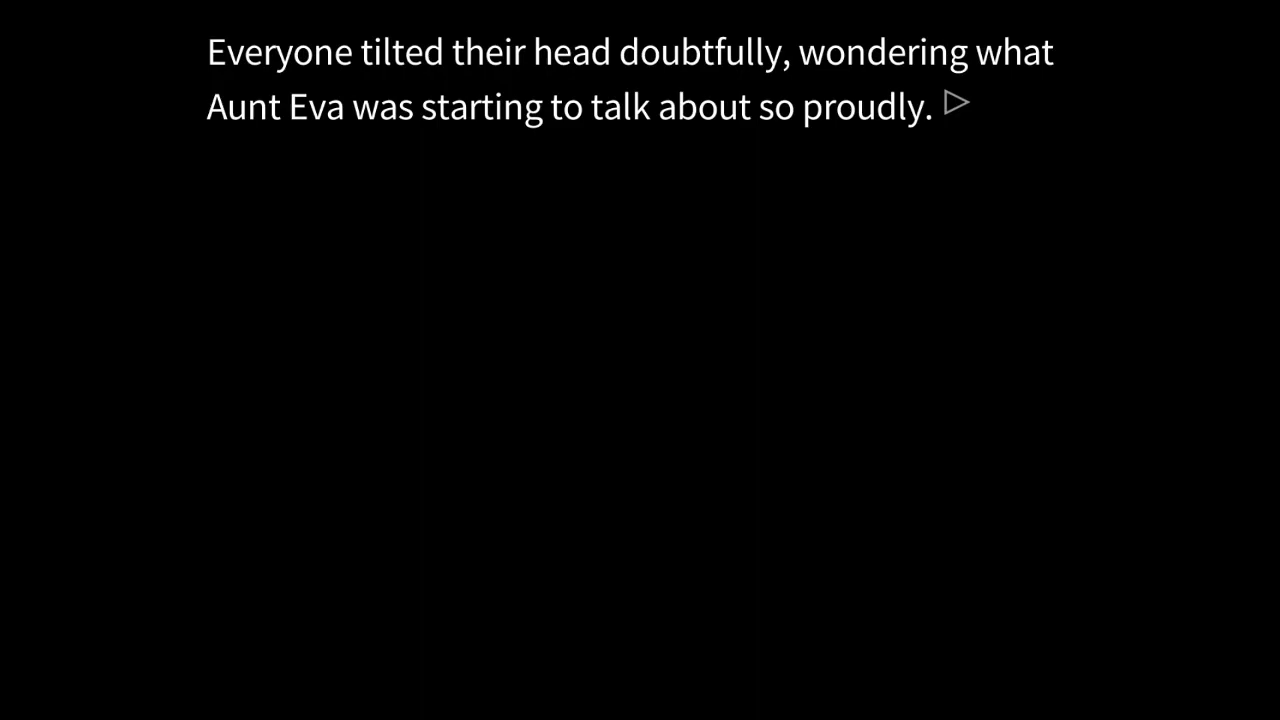 Everyone tilted their head doubtfully, wondering what
Aunt Eva was starting to talk about so proudly.